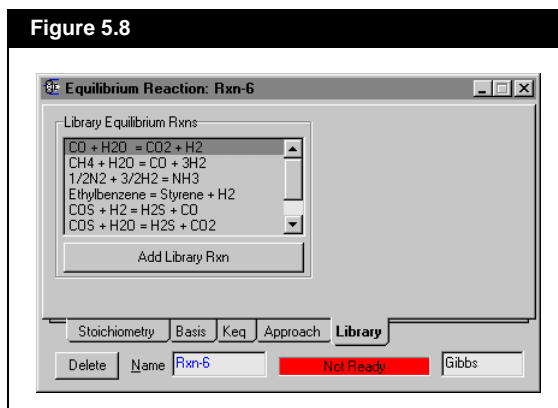 Figure 5.8
Equilibrium Reaction: Rxn-6
Library Equilibrium Rxns
CO + H2O = CO2 + H2
CH4 + H2O = CO + 3H2
1/2N2 + 3/2H2 = NH3
Ethylbenzene = Styrene + H2
COS + H2 = H2S + CO
COS + H2O = H2S + CO2
Add Library Rxn
Stoichiometry Basis Keq Approach Library
Delete Name Rxn-6 Not Ready Gibbs